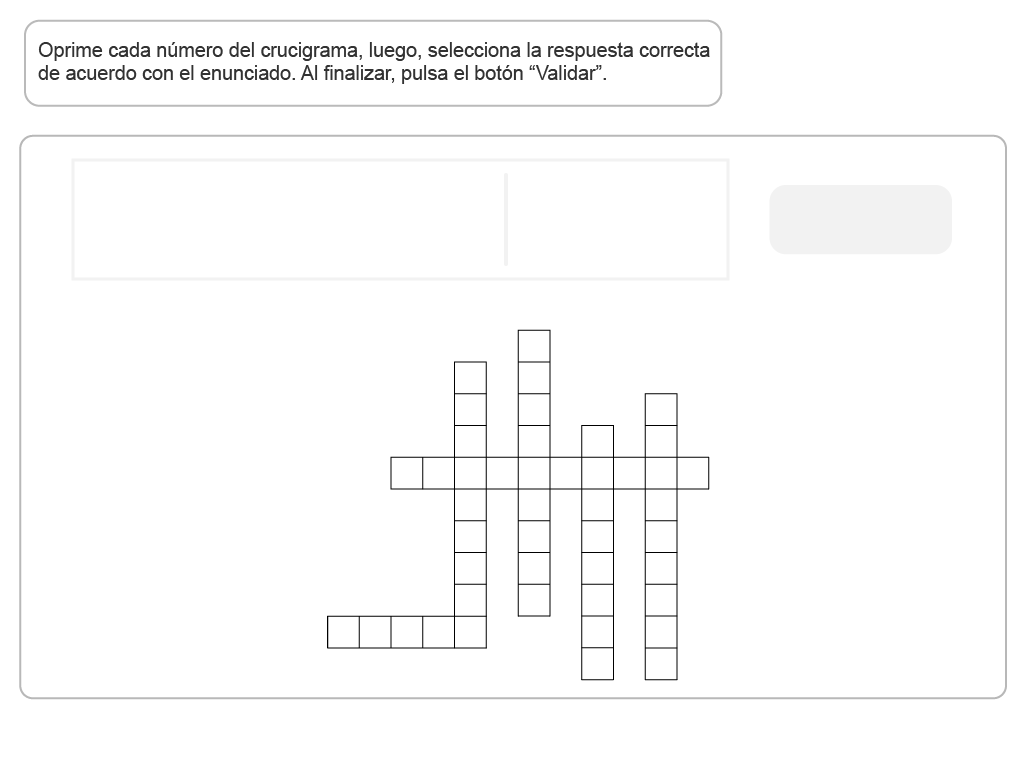 Oprime cada número del crucigrama, luego, selecciona la respuesta correcta
de acuerdo con el enunciado. Al finalizar, pulsa el botón “Validar”.